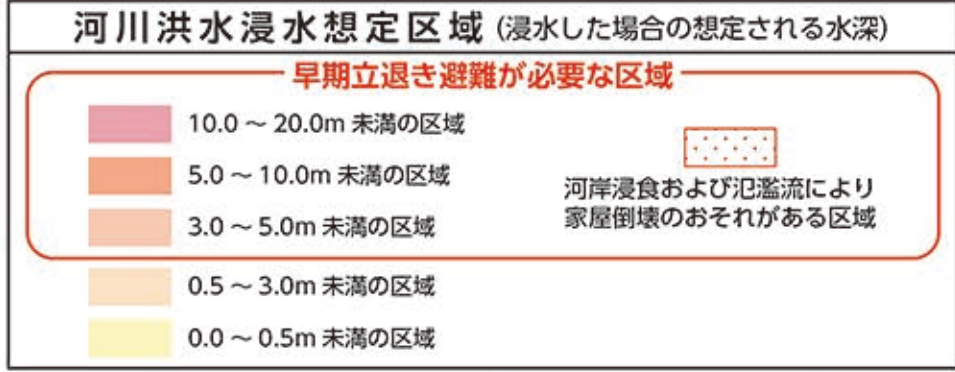 河川洪水浸水想定区域 (浸水した場合の想定される水深)
早期立退き避難が必要な区域
10.0 ～ 20.0m 未満の区域
5.0 ～ 10.0m 未満の区域
3.0 ～ 5.0m 未満の区域
河岸浸食および氾濫流により
家屋倒壊のおそれがある区域
0.5 ～ 3.0m 未満の区域
0.0 ～ 0.5m 未満の区域